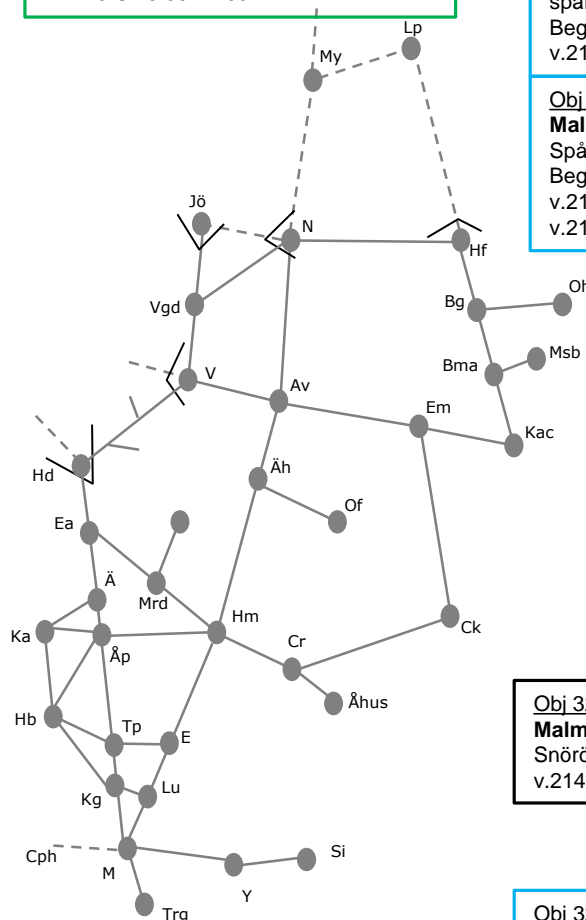 Beg
v.21
Lp
My
Obj
Mal
Spå
Beg
v.21
v.21
Jö
N
Hf
Vgd
Bg
Oh
Bma
Msb
V
Av
Em
Kac
Hd
Äh
Of
Ea
Ä
Mrd
Hm
Ck
Ka
Åp
Cr
Åhus
Hb
Tp
E
Obj 3
Malm
Snörö
v.214
Kg
Lu
Cph
M
Si
Y
Trg
Obj 3